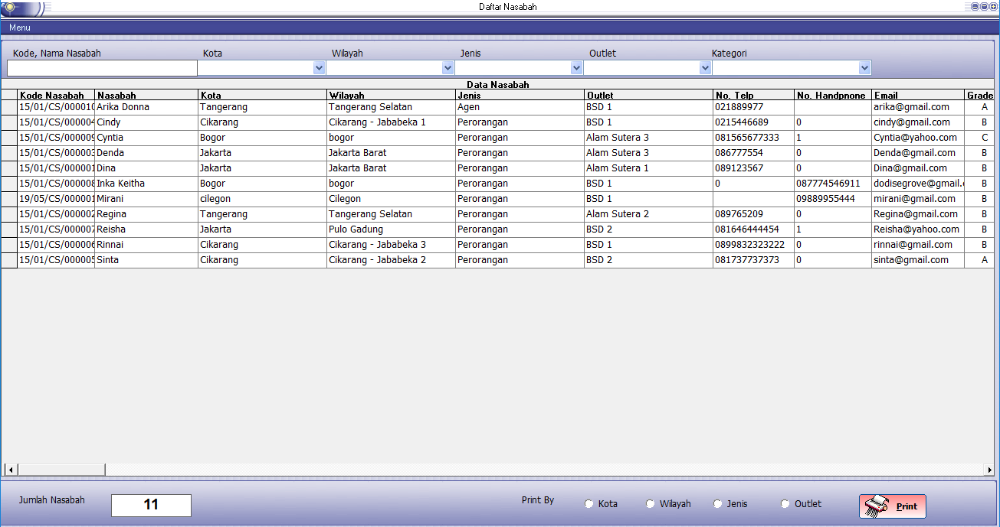 Daftar Nasabah
Menu
Kode, Nama Nasabah Kota Wilayah Jenis Outlet Kategori
Data Nasabah
Kode Nasabah Nasabah Kota Wilayah Jenis Outlet No. Telp No. Handpnone Email Grade
15/01/CS/000010 Arika Donna Tangerang Tangerang Selatan Agen BSD 1 021889977 arika@gmail.com A
15/01/CS/000004 Cindy Cikarang Cikarang - Jababeka 1 Perorangan BSD 1 0215446689 0 cindy@gmail.com B
15/01/CS/000009 Cyntia Bogor bogor Perorangan Alam Sutera 3 081565677333 1 Cyntia@yahoo.com C
15/01/CS/000003 Denda Jakarta Jakarta Barat Perorangan Alam Sutera 3 086777554 0 Denda@gmail.com B
15/01/CS/000001 Dina Jakarta Jakarta Barat Perorangan Alam Sutera 1 089123567 0 Dina@gmail.com B
15/01/CS/000008 Inka Keitha Bogor bogor Perorangan BSD 1 0 087774546911 dodisegrove@gmail. B
19/05/CS/000001 Mirani cilegon Cilegon Perorangan BSD 1 09889955444 mirani@gmail.com B
15/01/CS/000002 Regina Tangerang Tangerang Selatan Perorangan Alam Sutera 2 089765209 0 Regina@gmail.com B
15/01/CS/000007 Reisha Jakarta Pulo Gadung Perorangan BSD 2 081646444454 1 Reisha@yahoo.com B
15/01/CS/000006 Rinnai Cikarang Cikarang - Jababeka 3 Perorangan BSD 1 0899832323222 0 rinnai@gmail.com B
15/01/CS/000005 Sinta Cikarang Cikarang - Jababeka 2 Perorangan BSD 2 081737737373 0 sinta@gmail.com A
Jumlah Nasabah 11 Print By Kota Wilayah Jenis Outlet Print